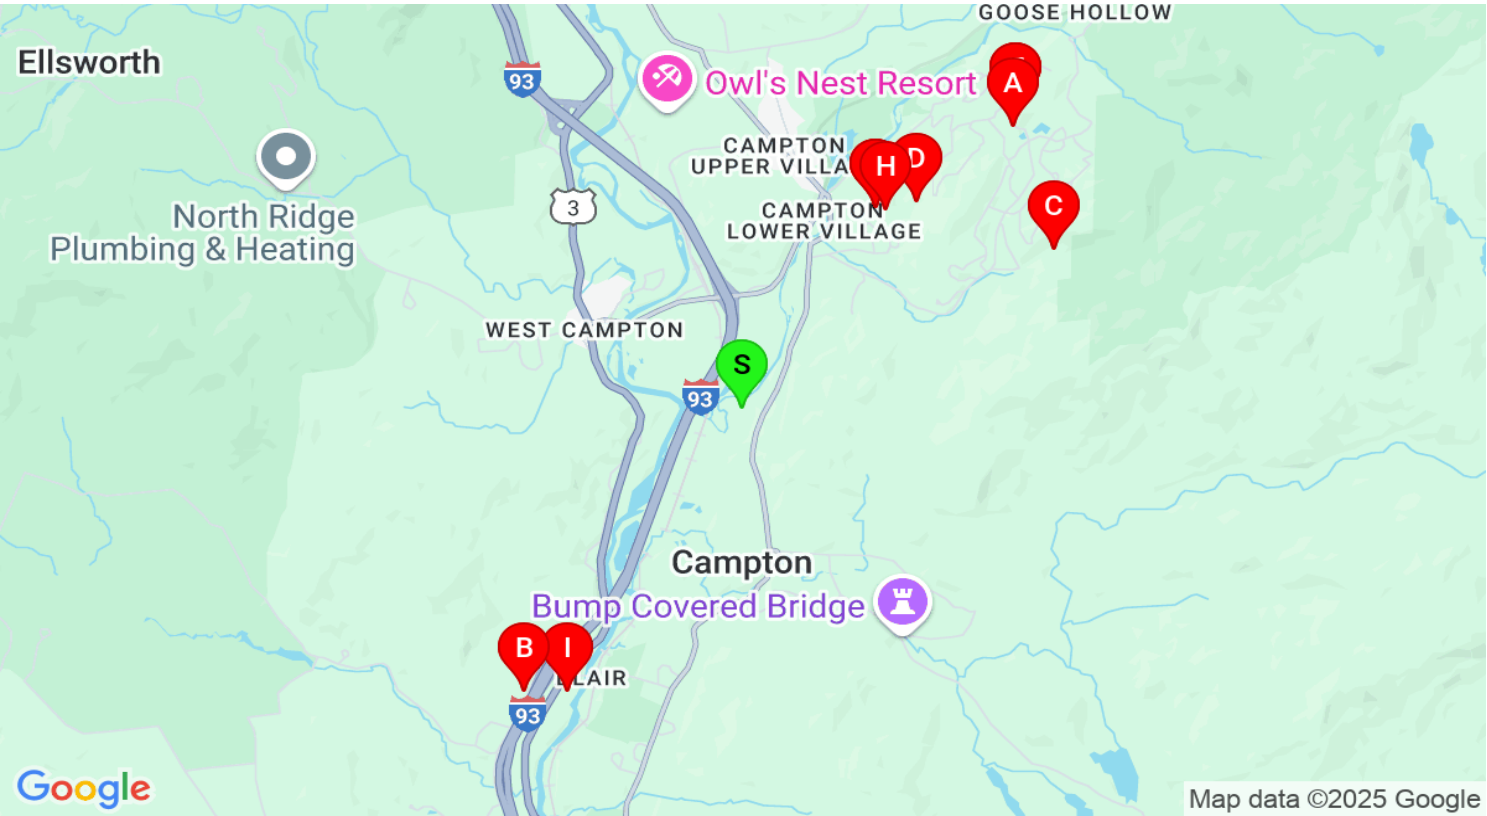 GOOSE HOLLOW
Ellsworth
93
Owl's Nest Resort
A
CAMPTON
UPPER VILLA
H
D
3
C
North Ridge
Plumbing & Heating
CAMPTON
LOWER VILLAGE
WEST CAMPTON
S
93
Campton
Bump Covered Bridge
B
I
LAIR
93
Google
Map data ©2025 Google